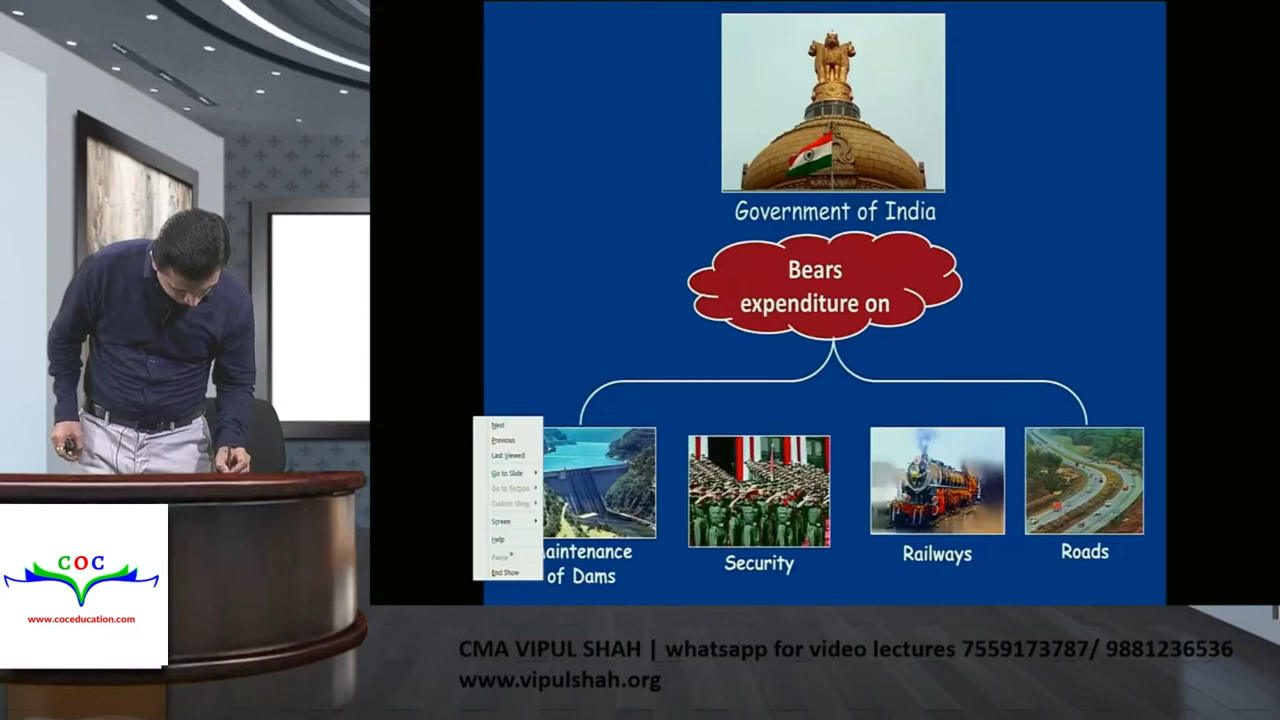 Government of India
Bears
expenditure on
Next
Previous
Last Viewed
Go to Slide
Go to Section
Custom Show
Screen
Help
Pause
End Show
aintenance
of Dams
Security
Railways
Roads
COC
www.coceducation.com
CMA VIPUL SHAH | whatsapp for video lectures 7559173787/ 9881236536
www.vipulshah.org